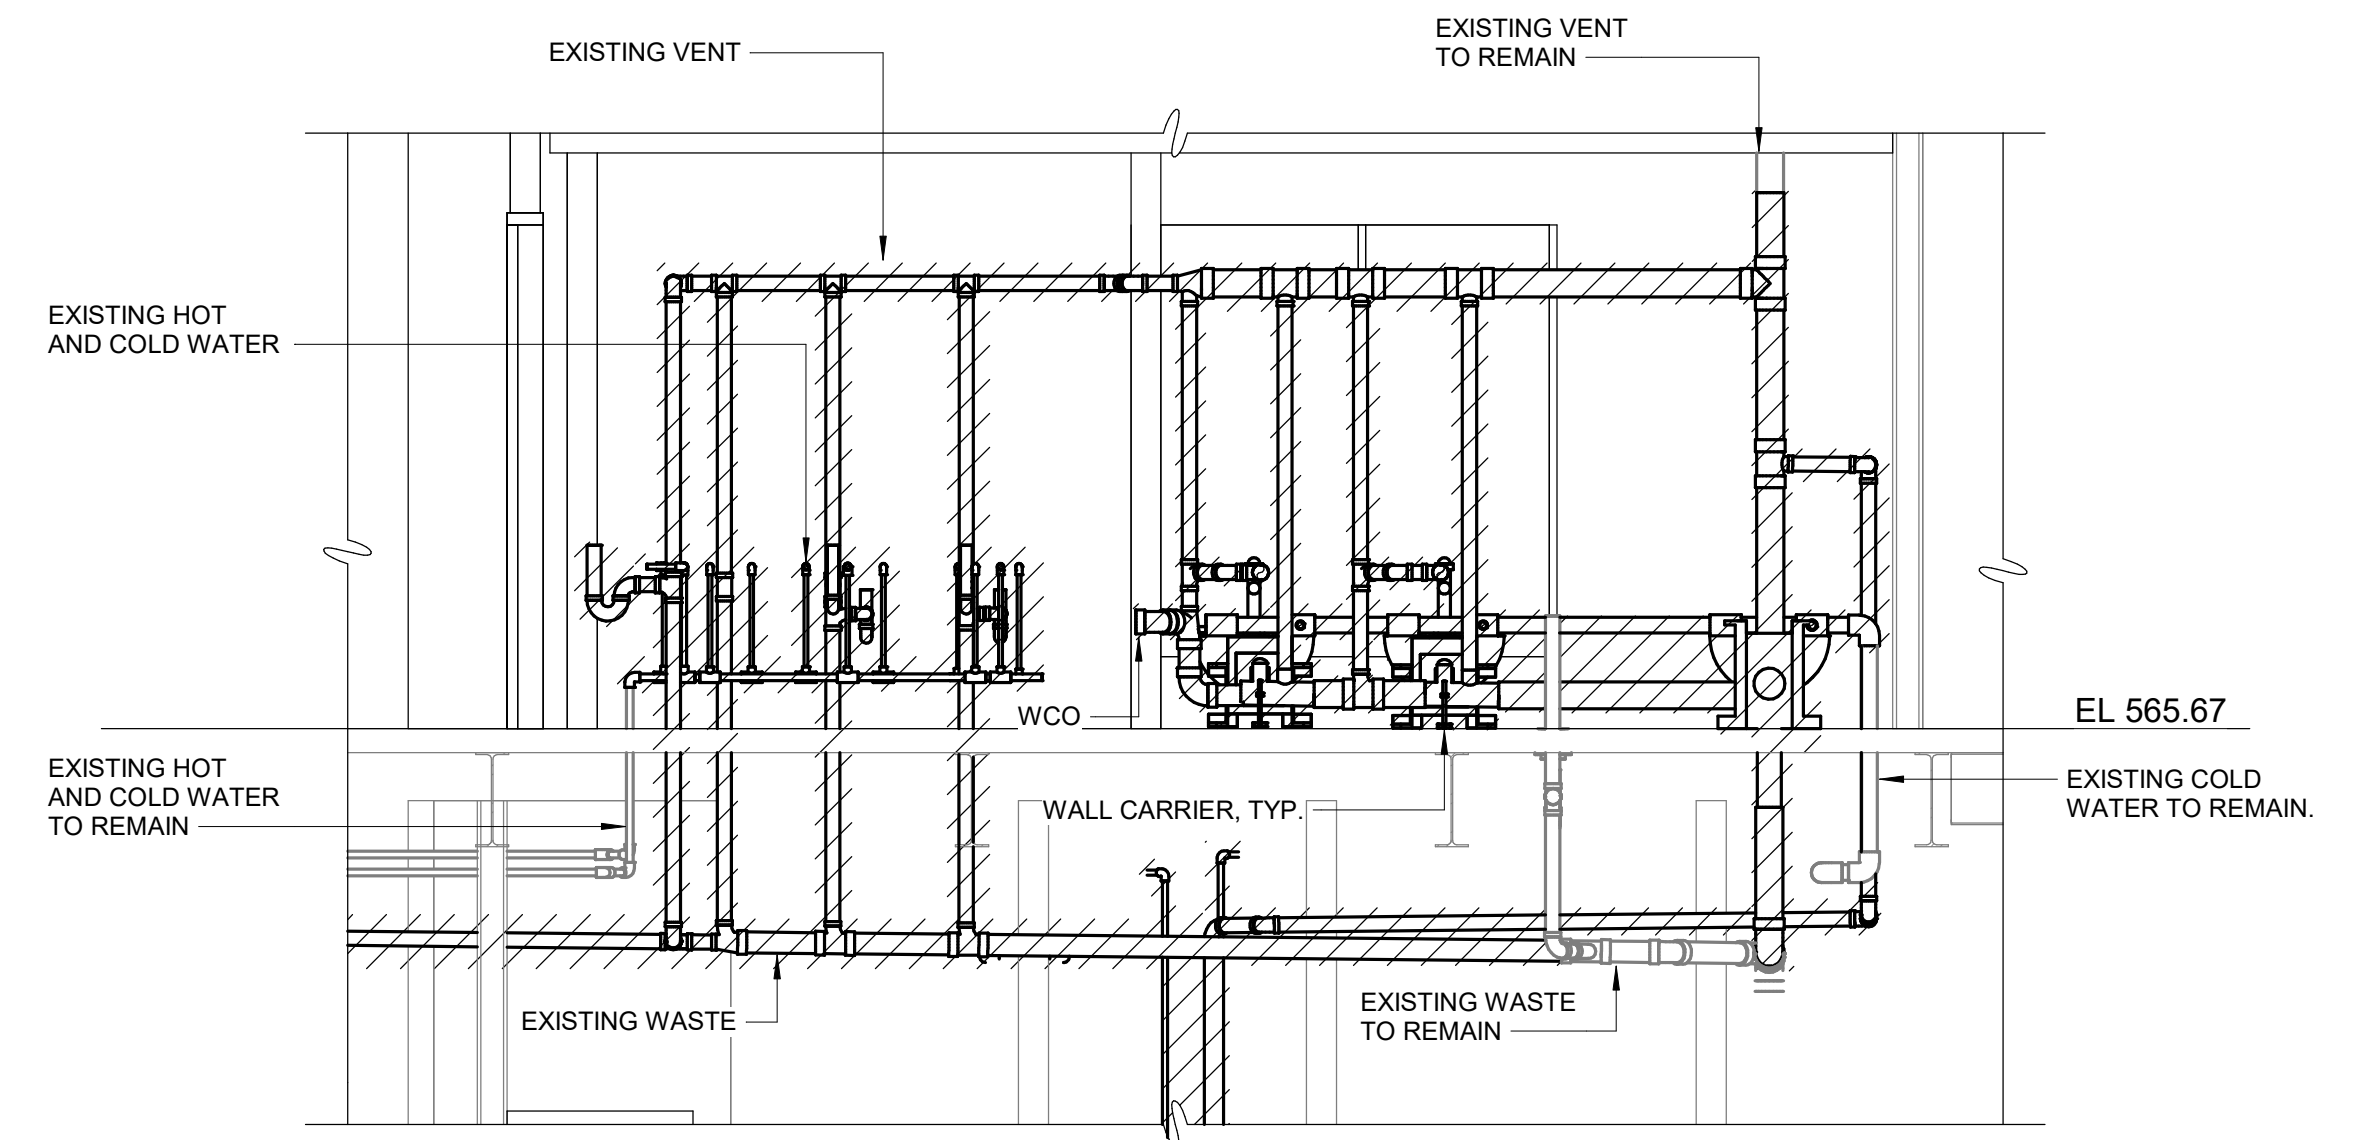 EXISTING VENT
EXISTING VENT
TO REMAIN
EXISTING HOT
AND COLD WATER
WCO
EL 565.67
EXISTING HOT
AND COLD WATER
TO REMAIN
WALL CARRIER, TYP.
EXISTING COLD
WATER TO REMAIN.
EXISTING WASTE
EXISTING WASTE
TO REMAIN